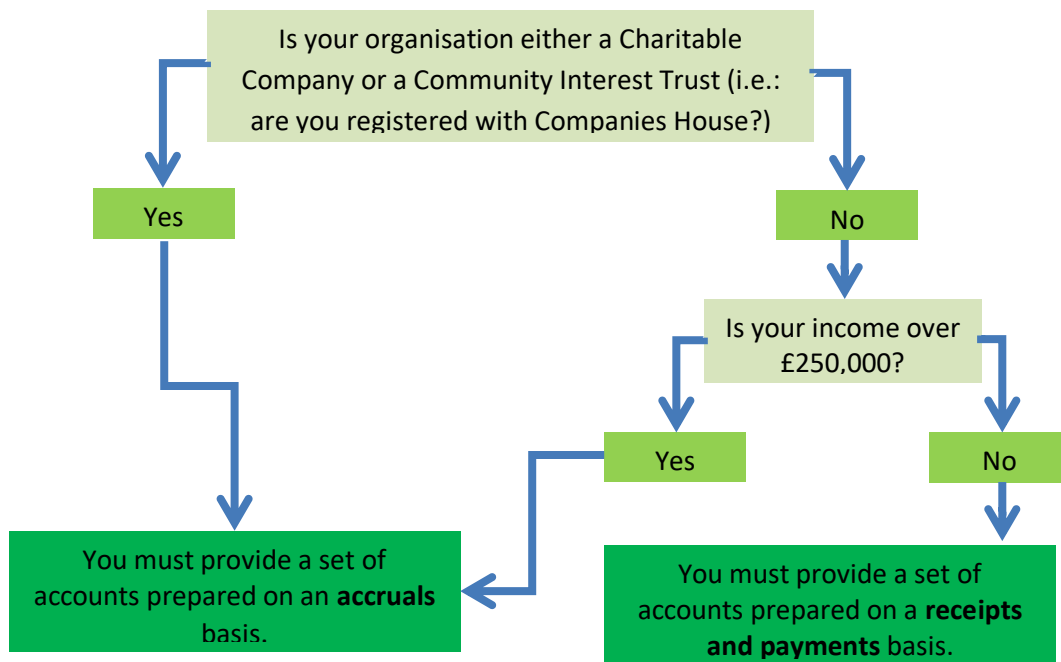 Is your organisation either a Charitable
Company or a Community Interest Trust (i.e.:
are you registered with Companies House?)
Yes
No
Is your income over
£250,000?
Yes
No
You must provide a set of
accounts prepared on an accruals
basis.
You must provide a set of
accounts prepared on a receipts
and payments basis.